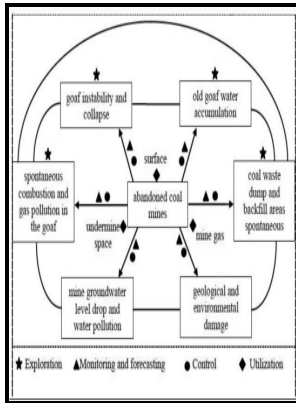 goaf instability and
collapse
old goaf water
accumulation
surface
spontaneous
combustion and
gas pollution in
the goaf
abandoned coal
mines
coal waste
dump and
backfill areas
spontaneous
undermine
space
mine gas
mine groundwater
level drop and
water pollution
geological and
environmental
damage
Exploration
Monitoring and forecasting
Control
Utilization